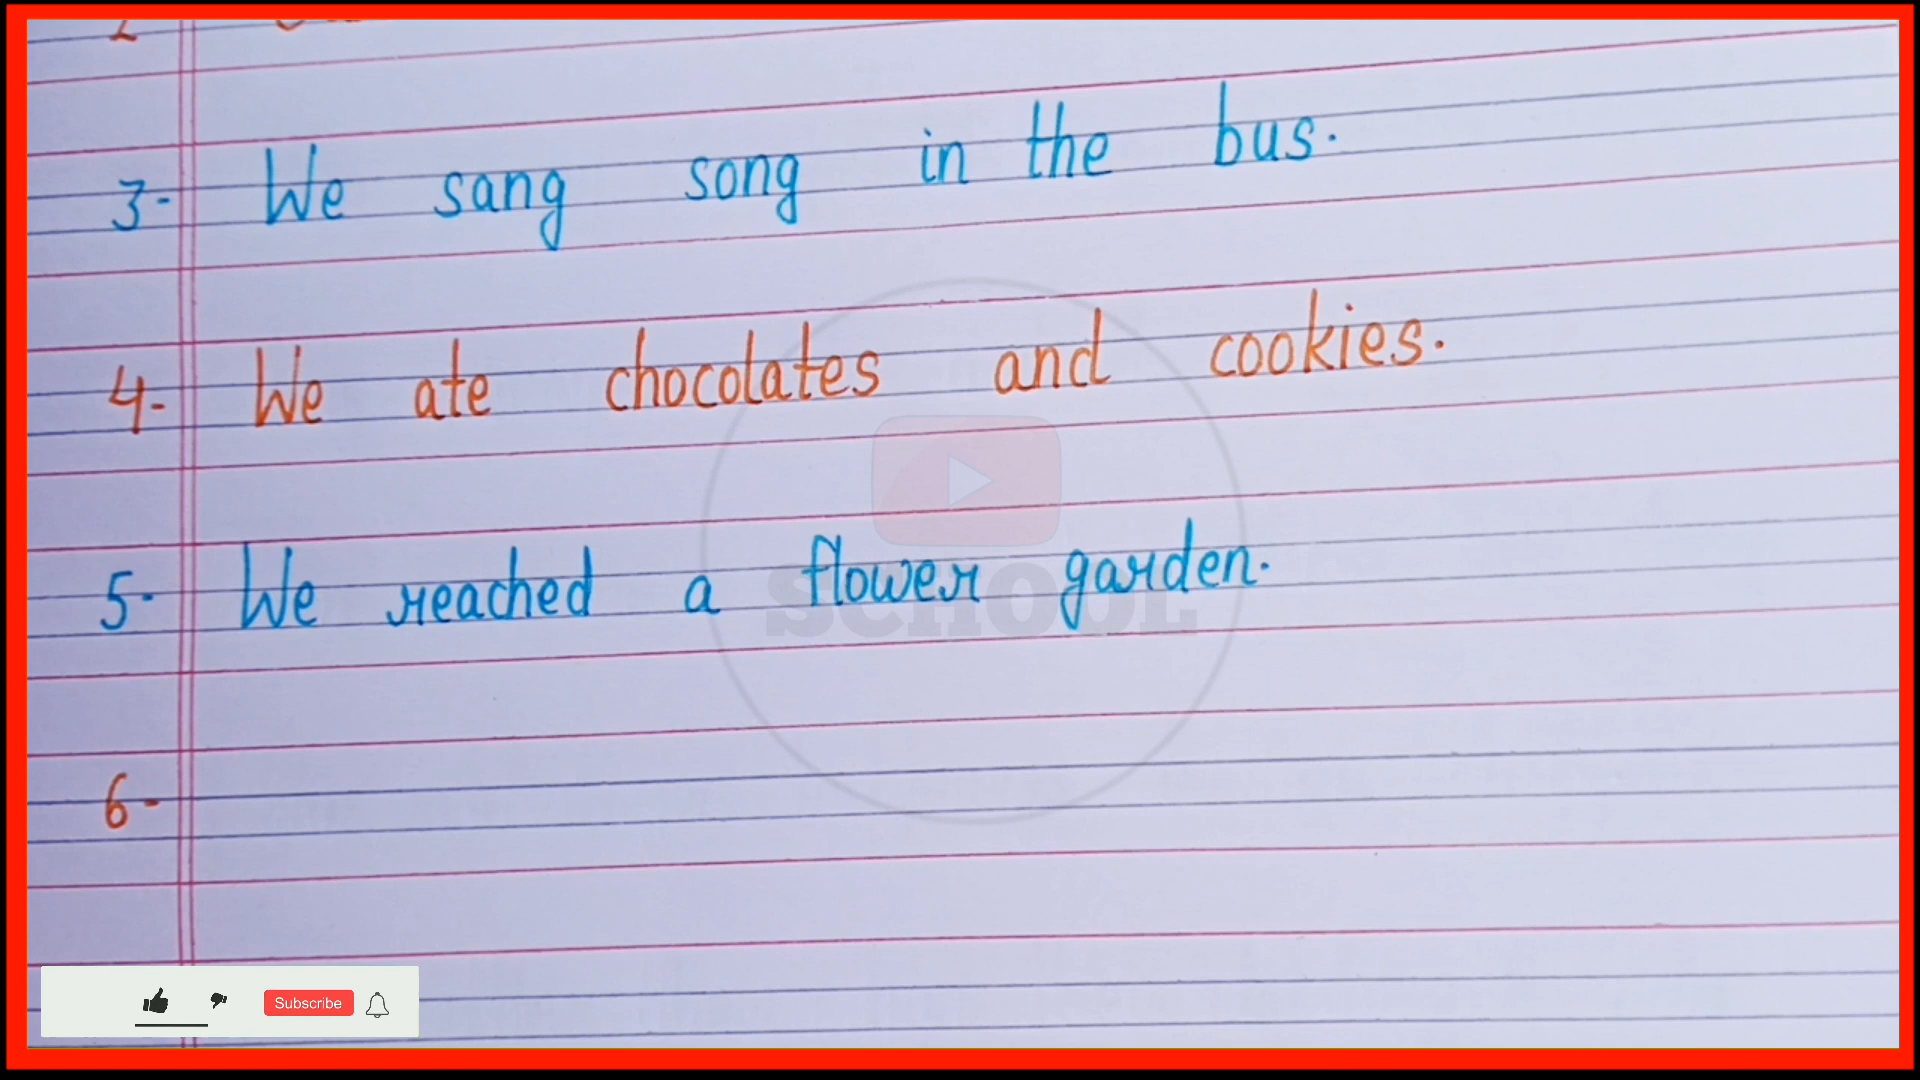 3- We sang song in the bus.
4- We ate chocolates and cookies.
5- We reached a flower garden.
SCHOOL
6-
Subscribe